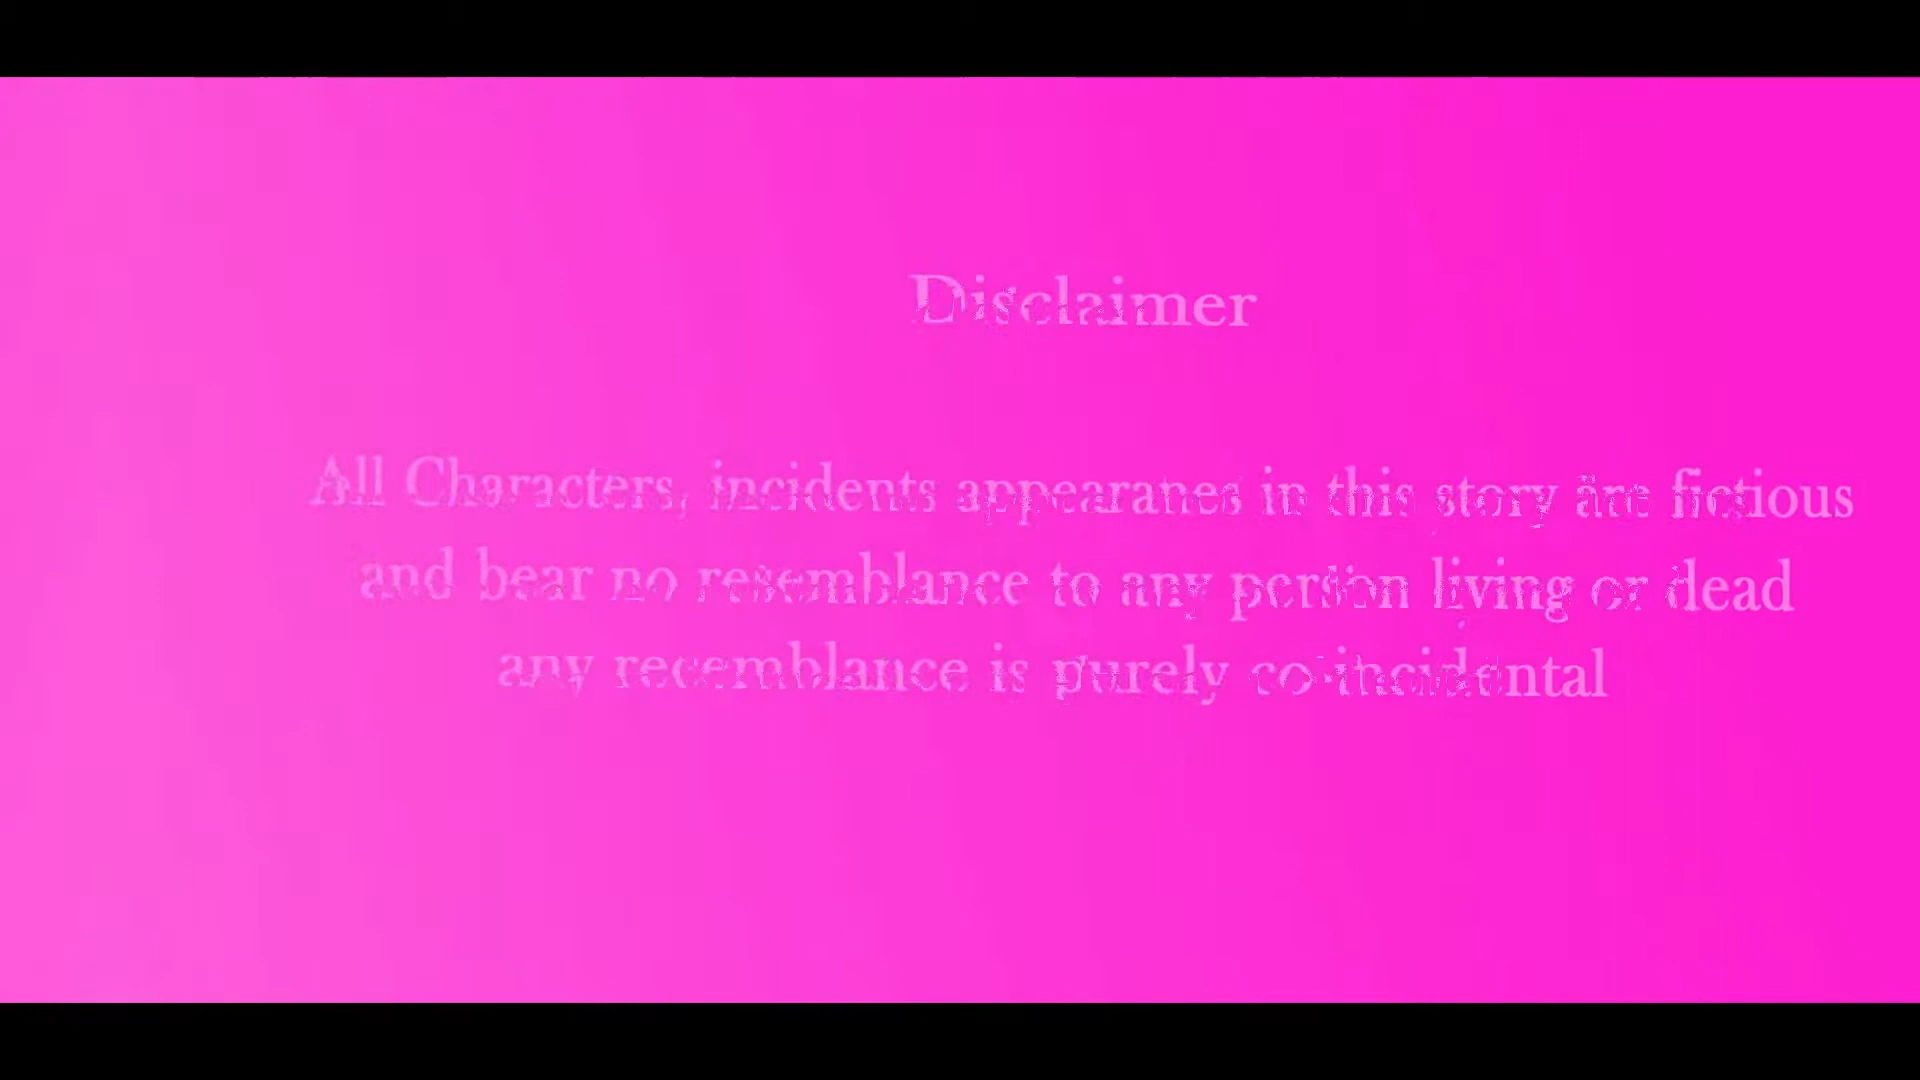 Disclaimer
All Characters, incidents appearanes in this story are fictious
and bear no resemblance to any person living or dead
any resemblance is purely co-incidental